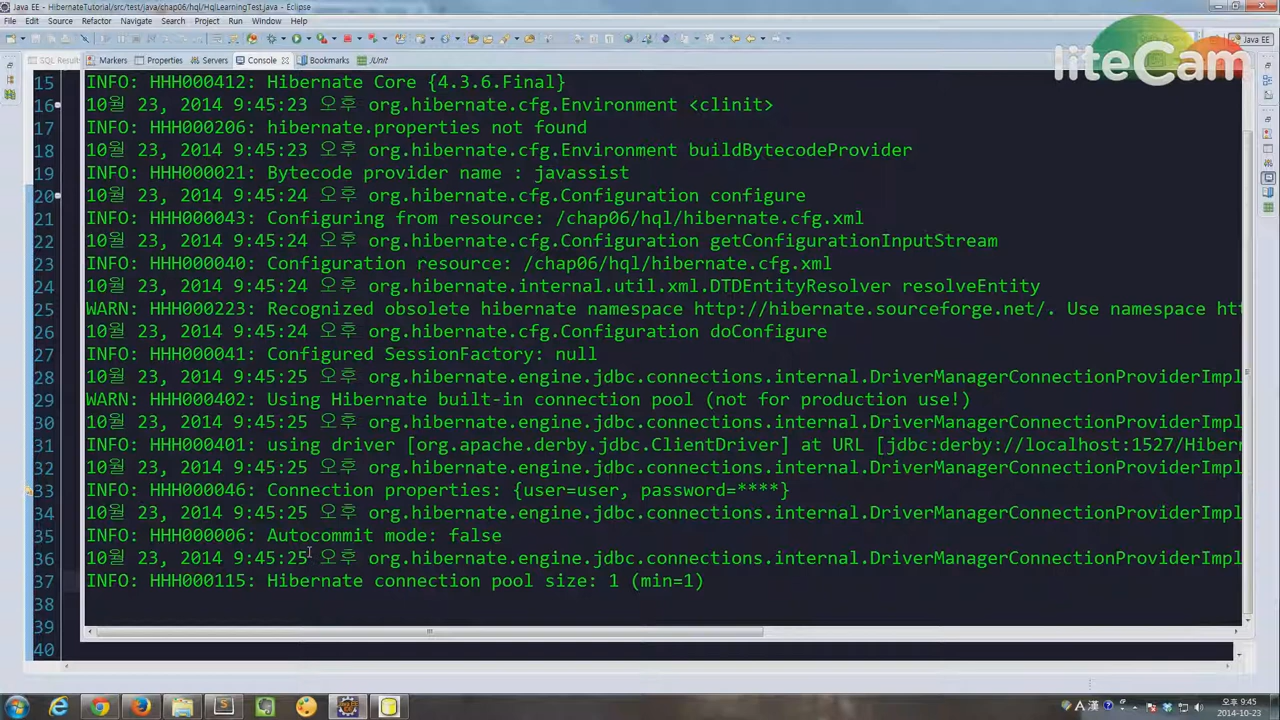 Java EE - HibernateTutorial/src/test/java/chap06/hql/HqlLearningTest.java - Eclipse
File Edit Source Refactor Navigate Search Project Run Window Help
Java EE
liteCam
SQL Results Markers Properties Servers Console Bookmarks JUnit
15 INFO: HHH000412: Hibernate Core {4.3.6.Final}
16 10월 23, 2014 9:45:23 오후 org.hibernate.cfg.Environment <clinit>
17 INFO: HHH000206: hibernate.properties not found
18 10월 23, 2014 9:45:23 오후 org.hibernate.cfg.Environment buildBytecodeProvider
19 INFO: HHH000021: Bytecode provider name : javassist
20 10월 23, 2014 9:45:24 오후 org.hibernate.cfg.Configuration configure
21 INFO: HHH000043: Configuring from resource: /chap06/hql/hibernate.cfg.xml
22 10월 23, 2014 9:45:24 오후 org.hibernate.cfg.Configuration getConfigurationInputStream
23 INFO: HHH000040: Configuration resource: /chap06/hql/hibernate.cfg.xml
24 10월 23, 2014 9:45:24 오후 org.hibernate.internal.util.xml.DTDEntityResolver resolveEntity
25 WARN: HHH000223: Recognized obsolete hibernate namespace http://hibernate.sourceforge.net/. Use namespace htt
26 10월 23, 2014 9:45:24 오후 org.hibernate.cfg.Configuration doConfigure
27 INFO: HHH000041: Configured SessionFactory: null
28 10월 23, 2014 9:45:25 오후 org.hibernate.engine.jdbc.connections.internal.DriverManagerConnectionProviderImpl
29 WARN: HHH000402: Using Hibernate built-in connection pool (not for production use!)
30 10월 23, 2014 9:45:25 오후 org.hibernate.engine.jdbc.connections.internal.DriverManagerConnectionProviderImpl
31 INFO: HHH000401: using driver [org.apache.derby.jdbc.ClientDriver] at URL [jdbc:derby://localhost:1527/Hibern
32 10월 23, 2014 9:45:25 오후 org.hibernate.engine.jdbc.connections.internal.DriverManagerConnectionProviderImpl
33 INFO: HHH000046: Connection properties: {user=user, password=****}
34 10월 23, 2014 9:45:25 오후 org.hibernate.engine.jdbc.connections.internal.DriverManagerConnectionProviderImpl
35 INFO: HHH000006: Autocommit mode: false
36 10월 23, 2014 9:45:25 오후 org.hibernate.engine.jdbc.connections.internal.DriverManagerConnectionProviderImpl
37 INFO: HHH000115: Hibernate connection pool size: 1 (min=1)
38
39
40
A 漢
오후 9:45
2014-10-23